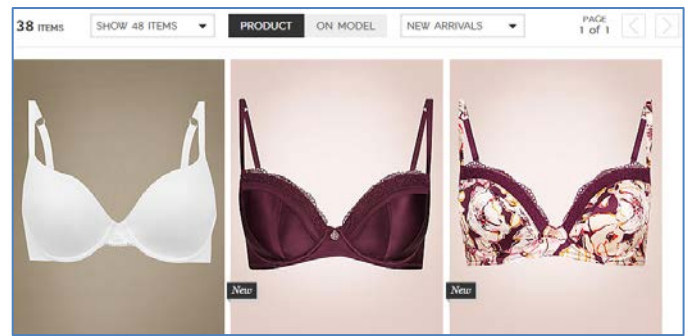 38 ITEMS SHOW 48 ITEMS PRODUCT ON MODEL NEW ARRIVALS PAGE
1 of 1
New New